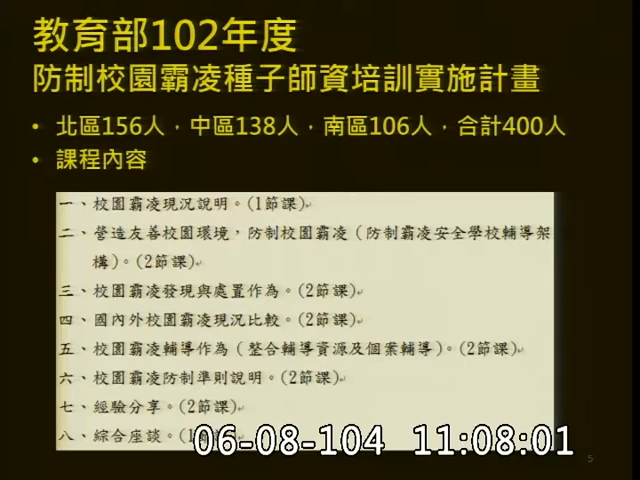 教育部102年度
防制校園霸凌種子師資培訓實施計畫
• 北區156人，中區138人，南區106人，合計400人
• 課程內容
一、校園霸凌現況說明。(1節課)
二、營造友善校園環境，防制校園霸凌（防制霸凌安全學校輔導架
構）。(2節課)
三、校園霸凌發現與處置作為。(2節課)
四、國內外校園霸凌現況比較。(2節課)
五、校園霸凌輔導作為（整合輔導資源及個案輔導）。(2節課)
六、校園霸凌防制準則說明。(2節課)
七、經驗分享。(2節課)
八、綜合座談。(1
06-08-104 11:08:01
5